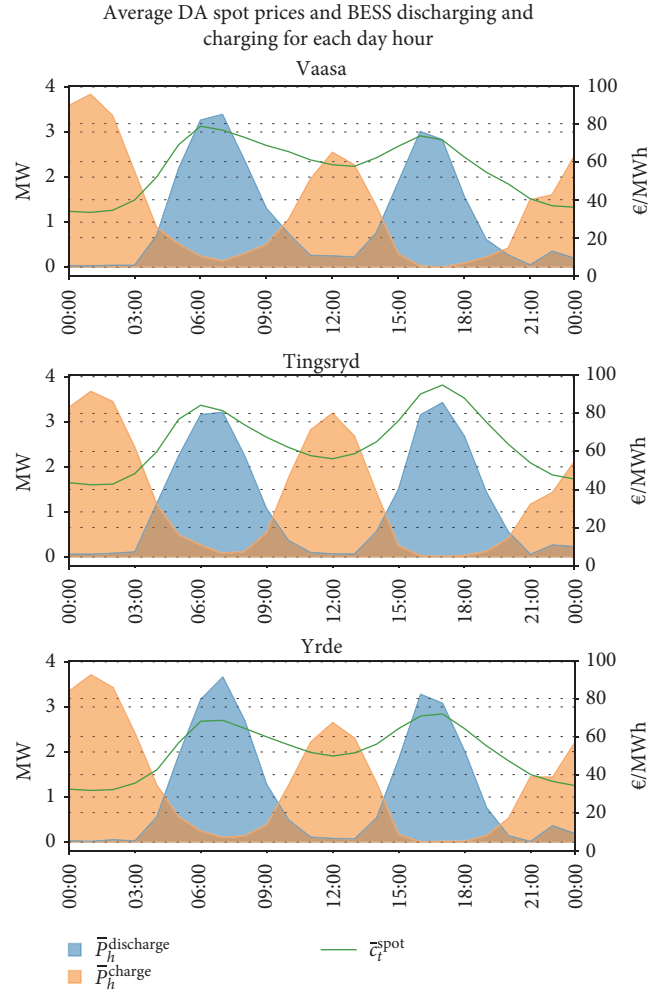 Average DA spot prices and BESS discharging and
charging for each day hour
Vaasa
4
3
2
1
0
MW
100
80
60
40
20
0
€/MWh
00:00 03:00 06:00 09:00 12:00 15:00 18:00 21:00 00:00
Tingsryd
4
3
2
1
0
MW
100
80
60
40
20
0
€/MWh
00:00 03:00 06:00 09:00 12:00 15:00 18:00 21:00 00:00
Yrde
4
3
2
1
0
MW
100
80
60
40
20
0
€/MWh
00:00 03:00 06:00 09:00 12:00 15:00 18:00 21:00 00:00
P̅_h^discharge
c̅_t^spot
P̅_h^charge